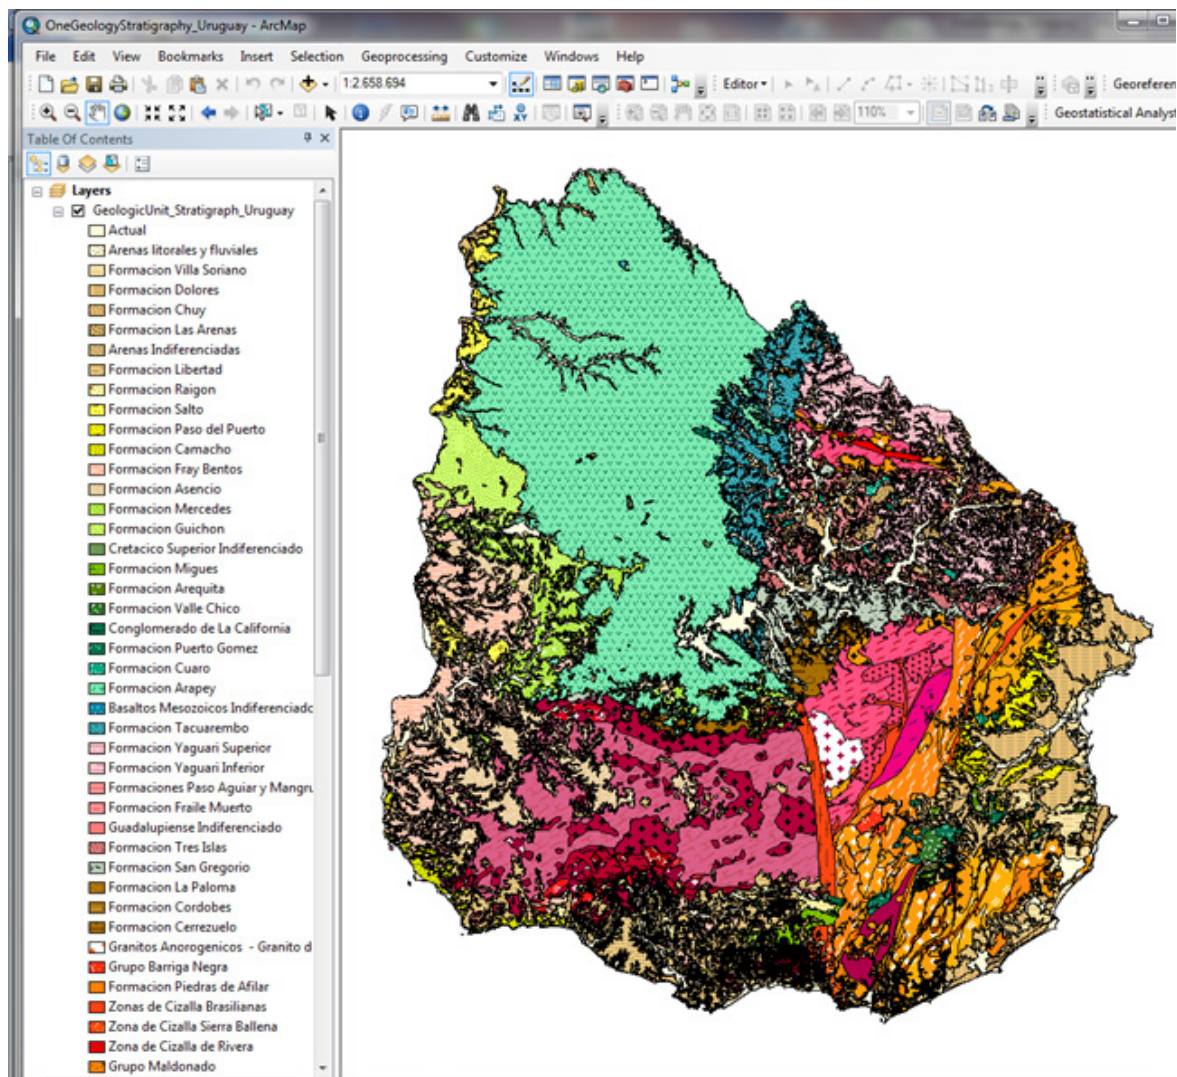 OneGeologyStratigraphy_Uruguay - ArcMap
File Edit View Bookmarks Insert Selection Geoprocessing Customize Windows Help
1:2.658.694 Editor Georeferen
110% Geostatistical Analyst
Table Of Contents
Layers
GeologicUnit_Stratigraph_Uruguay
Actual
Arenas litorales y fluviales
Formacion Villa Soriano
Formacion Dolores
Formacion Chuy
Formacion Las Arenas
Arenas Indiferenciadas
Formacion Libertad
Formacion Raigon
Formacion Salto
Formacion Paso del Puerto
Formacion Camacho
Formacion Fray Bentos
Formacion Asencio
Formacion Mercedes
Formacion Guichon
Cretacico Superior Indiferenciado
Formacion Migues
Formacion Arequita
Formacion Valle Chico
Conglomerado de La California
Formacion Puerto Gomez
Formacion Cuaro
Formacion Arapey
Basaltos Mesozoicos Indiferenciadc
Formacion Tacuarembo
Formacion Yaguari Superior
Formacion Yaguari Inferior
Formaciones Paso Aguiar y Mangru
Formacion Fraile Muerto
Guadalupiense Indiferenciado
Formacion Tres Islas
Formacion San Gregorio
Formacion La Paloma
Formacion Cordobes
Formacion Cerrezuelo
Granitos Anorogenicos - Granito d
Grupo Barriga Negra
Formacion Piedras de Afilar
Zonas de Cizalla Brasilianas
Zona de Cizalla Sierra Ballena
Zona de Cizalla de Rivera
Grupo Maldonado